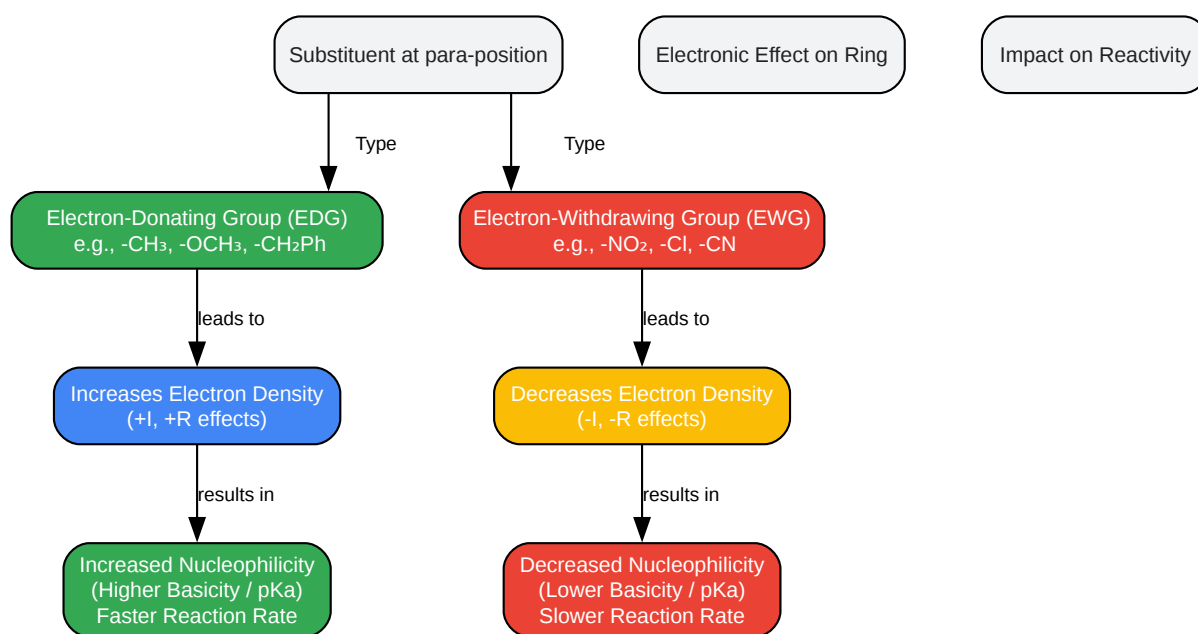 Substituent at para-position
Electronic Effect on Ring
Impact on Reactivity
Type
Type
Electron-Donating Group (EDG)
e.g., -CH₃, -OCH₃, -CH₂Ph
Electron-Withdrawing Group (EWG)
e.g., -NO₂, -Cl, -CN
leads to
leads to
Increases Electron Density
(+I, +R effects)
Decreases Electron Density
(-I, -R effects)
results in
results in
Increased Nucleophilicity
(Higher Basicity / pKa)
Faster Reaction Rate
Decreased Nucleophilicity
(Lower Basicity / pKa)
Slower Reaction Rate